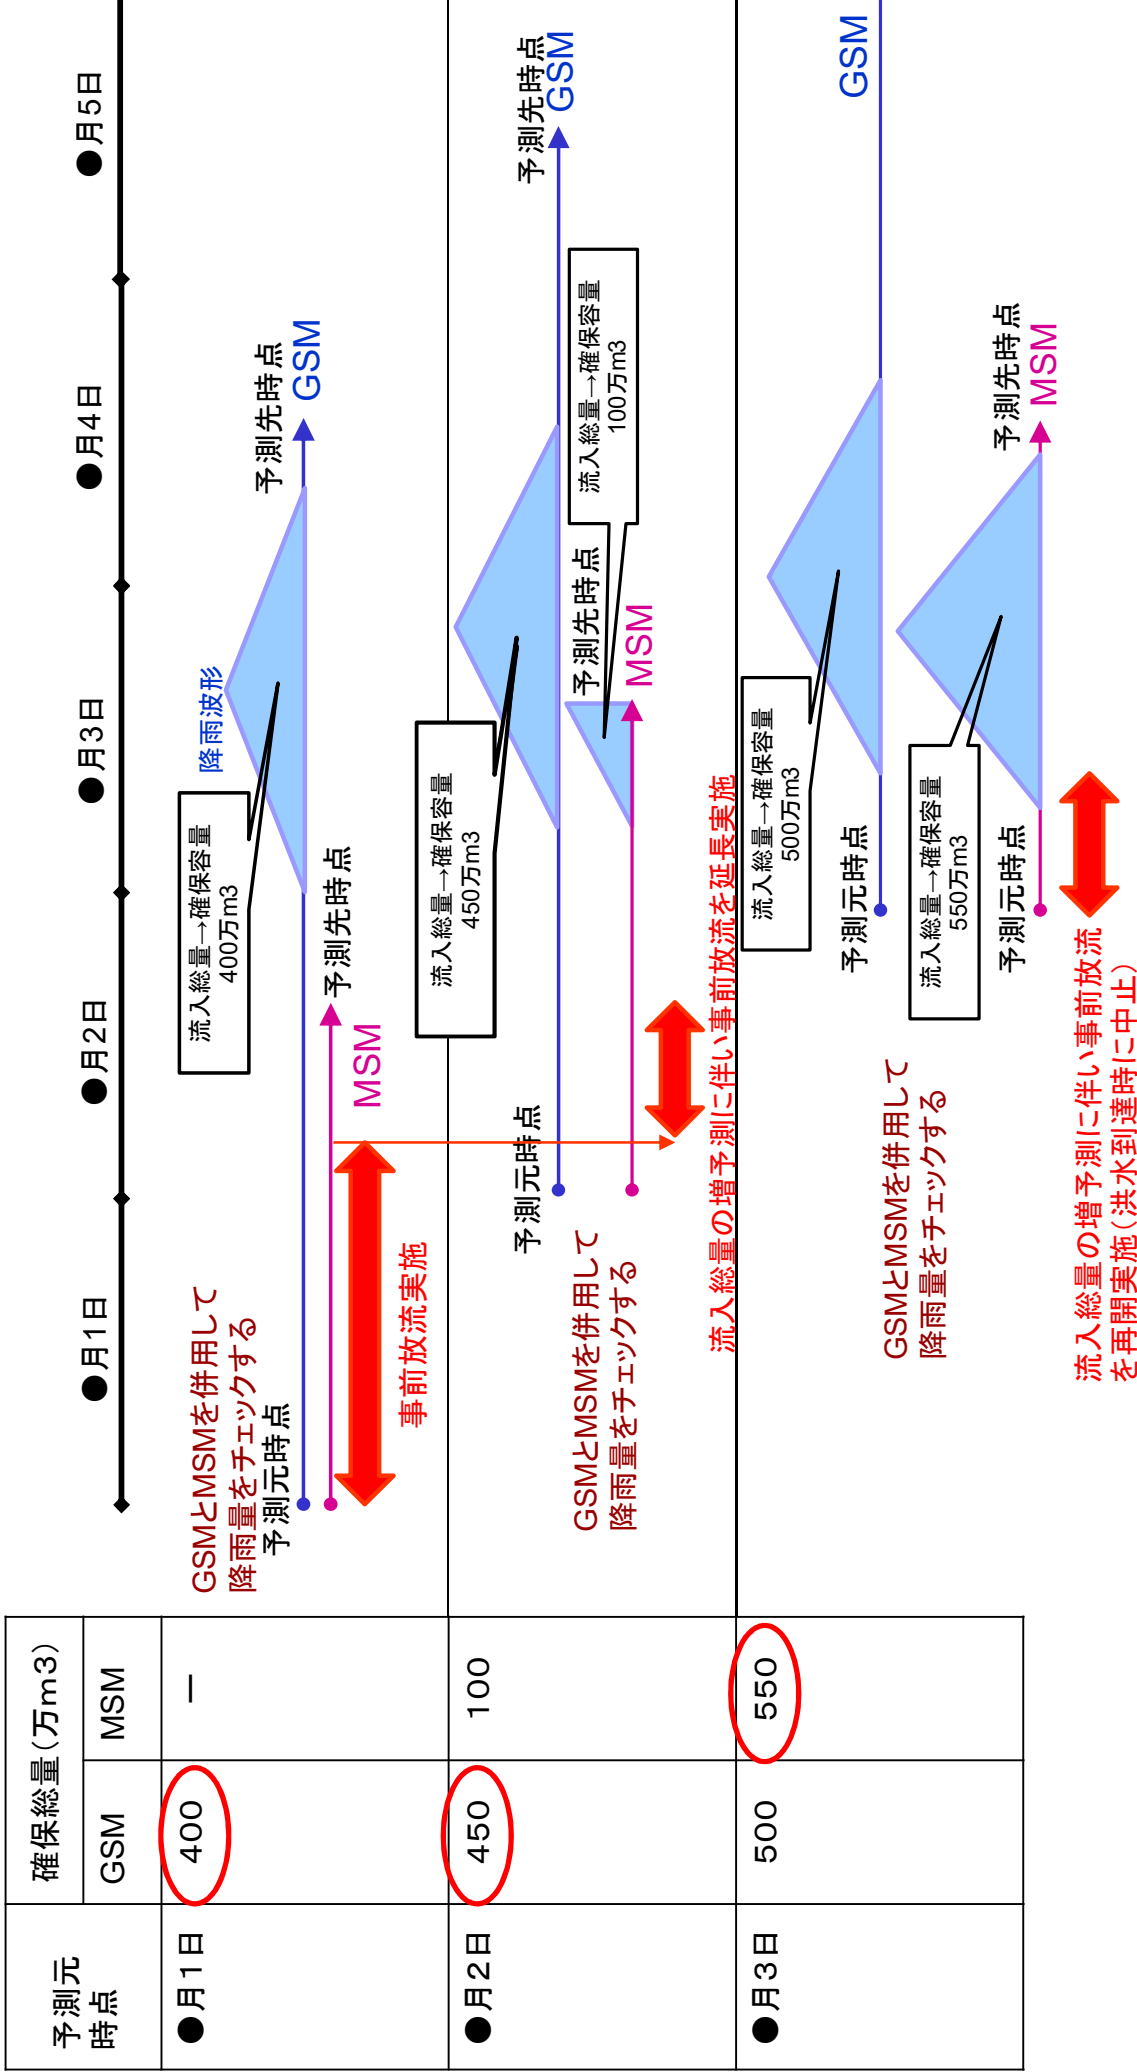 予測元
時点
確保総量(万m3)
GSM
MSM
●月1日
400
ー
●月2日
450
100
●月3日
500
550
●月1日
●月2日
●月3日
●月4日
●月5日
GSMとMSMを併用して
降雨量をチェックする
予測元時点
流入総量→確保容量
400万m3
降雨波形
予測先時点
GSM
予測先時点
MSM
事前放流実施
予測元時点
流入総量→確保容量
450万m3
予測先時点
GSM
GSMとMSMを併用して
降雨量をチェックする
流入総量→確保容量
100万m3
予測先時点
MSM
流入総量の増予測に伴い事前放流を延長実施
流入総量→確保容量
500万m3
予測元時点
GSM
GSMとMSMを併用して
降雨量をチェックする
流入総量→確保容量
550万m3
予測元時点
予測先時点
MSM
流入総量の増予測に伴い事前放流
を再開実施(洪水到達時に中止)